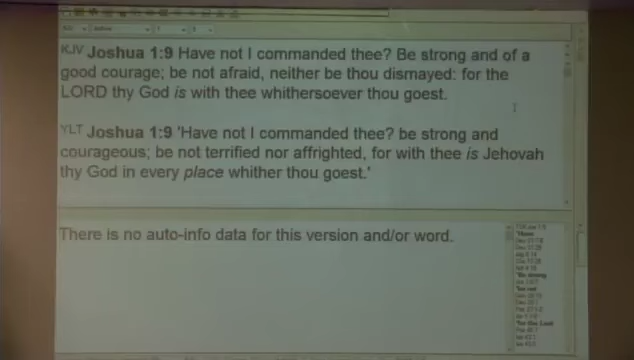 KJV Joshua 1:9 Have not I commanded thee? Be strong and of a
good courage; be not afraid, neither be thou dismayed: for the
LORD thy God is with thee whithersoever thou goest.
YLT Joshua 1:9 'Have not I commanded thee? be strong and
courageous; be not terrified nor affrighted, for with thee is Jehovah
thy God in every place whither thou goest.'
There is no auto-info data for this version and/or word.